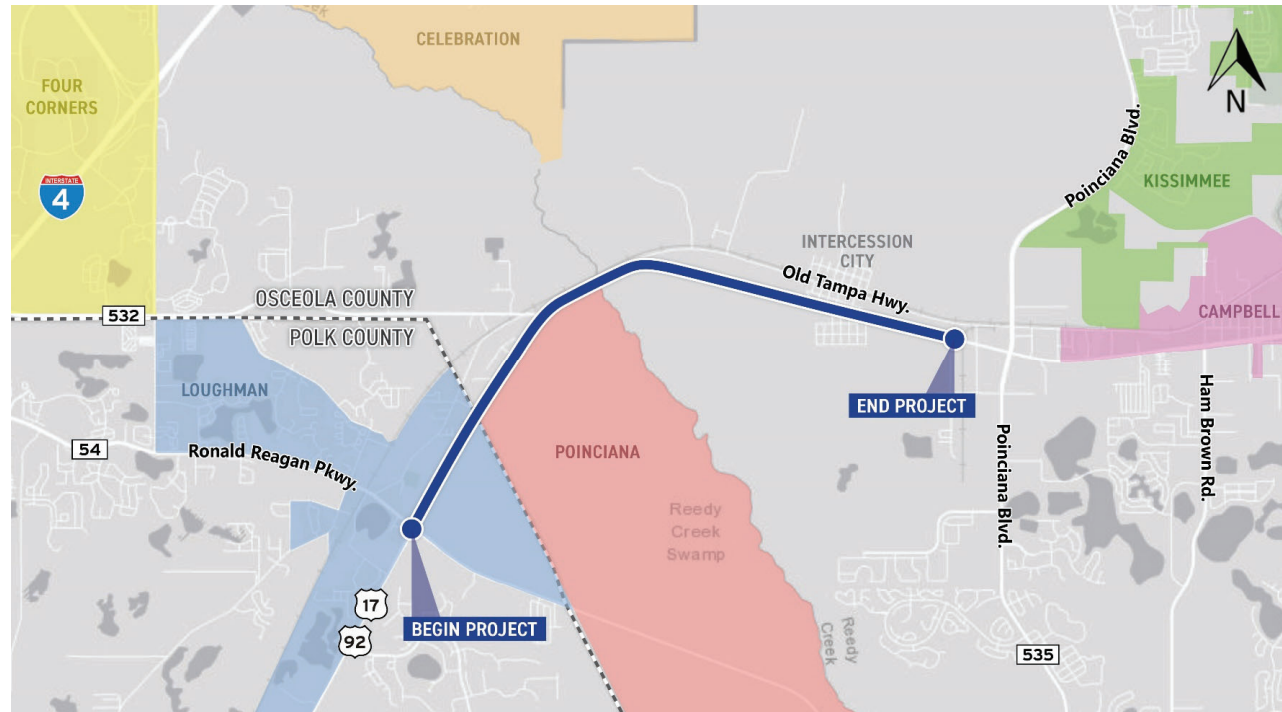 Creek
CELEBRATION
FOUR
CORNERS
INTERSTATE
4
N
Poinciana Blvd.
KISSIMMEE
INTERCESSION
CITY
Old Tampa Hwy.
OSCEOLA COUNTY
532
POLK COUNTY
CAMPBELL
LOUGHMAN
END PROJECT
Ham Brown Rd.
54
Ronald Reagan Pkwy.
POINCIANA
Poinciana Blvd.
Reedy
Creek
Swamp
17
92
BEGIN PROJECT
Reedy
Creek
535